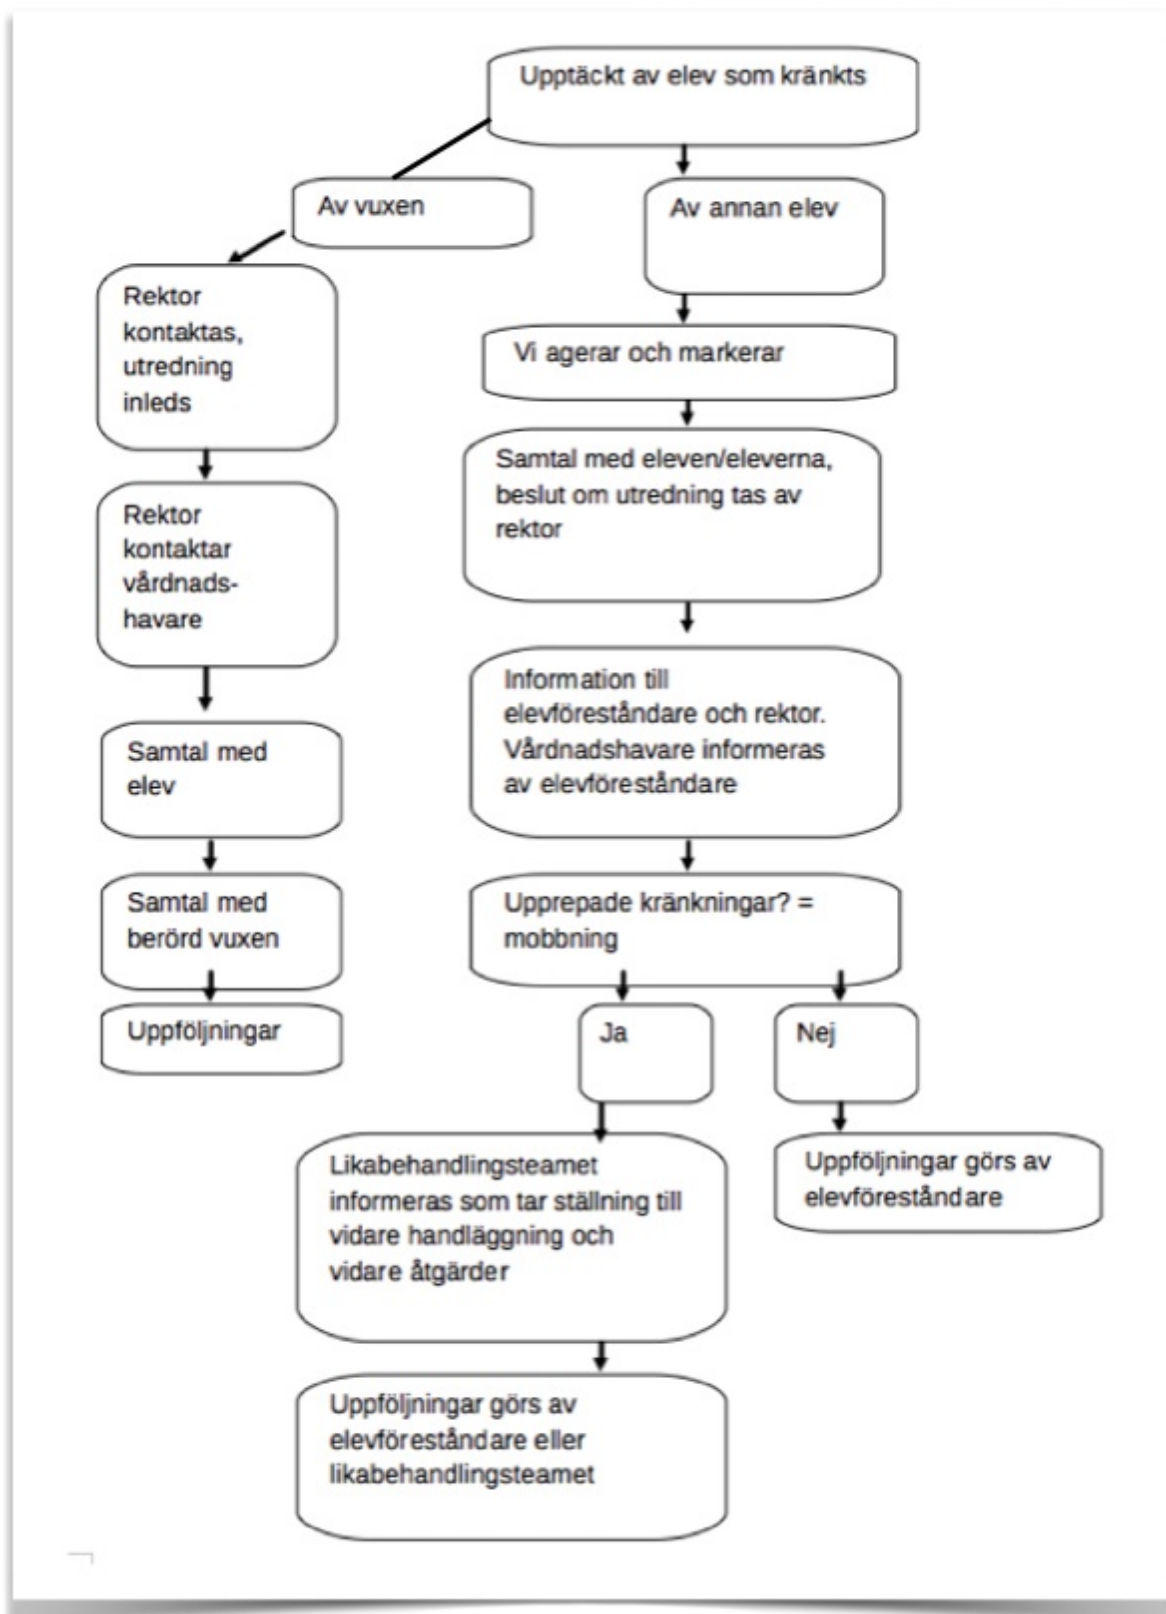 Upptäckt av elev som kränkts
Av vuxen
Av annan elev
Rektor
kontaktas,
utredning
inleds
Vi agerar och markerar
Samtal med eleven/eleverna,
beslut om utredning tas av
rektor
Rektor
kontaktar
vårdnads-
havare
Information till
elevföreståndare och rektor.
Vårdnadshavare informeras
av elevföreståndare
Samtal med
elev
Samtal med
berörd vuxen
Upprepade kränkningar? =
mobbning
Uppföljningar
Ja
Nej
Likabehandlingsteamet
informeras som tar ställning till
vidare handläggning och
vidare åtgärder
Uppföljningar görs av
elevföreståndare
Uppföljningar görs av
elevföreståndare eller
likabehandlingsteamet